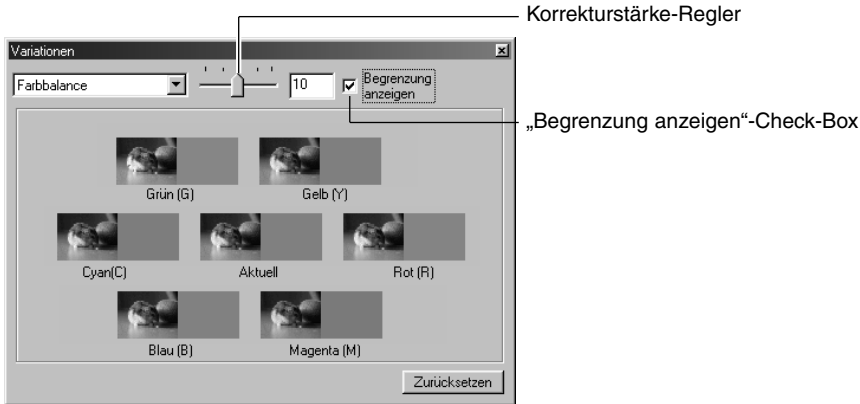 Korrekturstärke-Regler
Variationen
Farbbalance
10
Begrenzung
anzeigen
„Begrenzung anzeigen“-Check-Box
Grün (G)
Gelb (Y)
Cyan(C)
Aktuell
Rot (R)
Blau (B)
Magenta (M)
Zurücksetzen